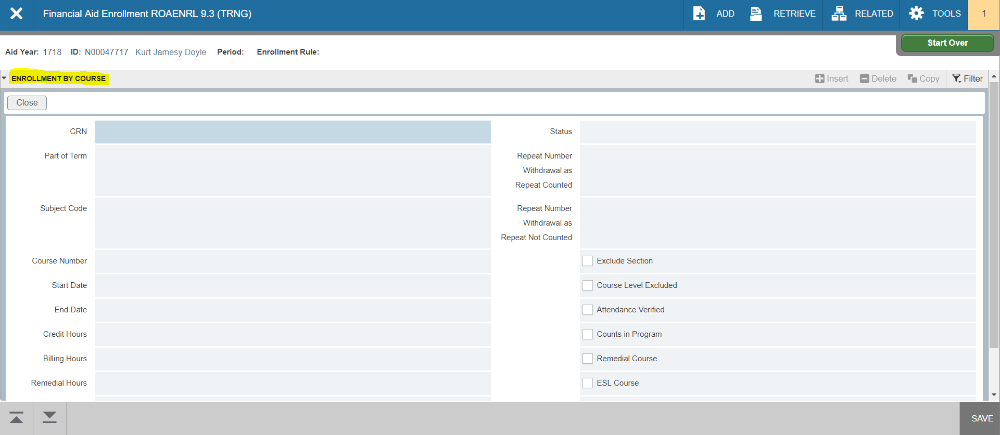 Financial Aid Enrollment ROAENRL 9.3 (TRNG)
ADD
RETRIEVE
RELATED
TOOLS
1
Start Over
Aid Year: 1718 ID: N00047717 Kurt Jamesy Doyle Period: Enrollment Rule:
ENROLLMENT BY COURSE
Insert
Delete
Copy
Filter
Close
CRN
Status
Part of Term
Repeat Number
Withdrawal as
Repeat Counted
Subject Code
Repeat Number
Withdrawal as
Repeat Not Counted
Course Number
Exclude Section
Start Date
Course Level Excluded
End Date
Attendance Verified
Credit Hours
Counts in Program
Billing Hours
Remedial Course
Remedial Hours
ESL Course
SAVE